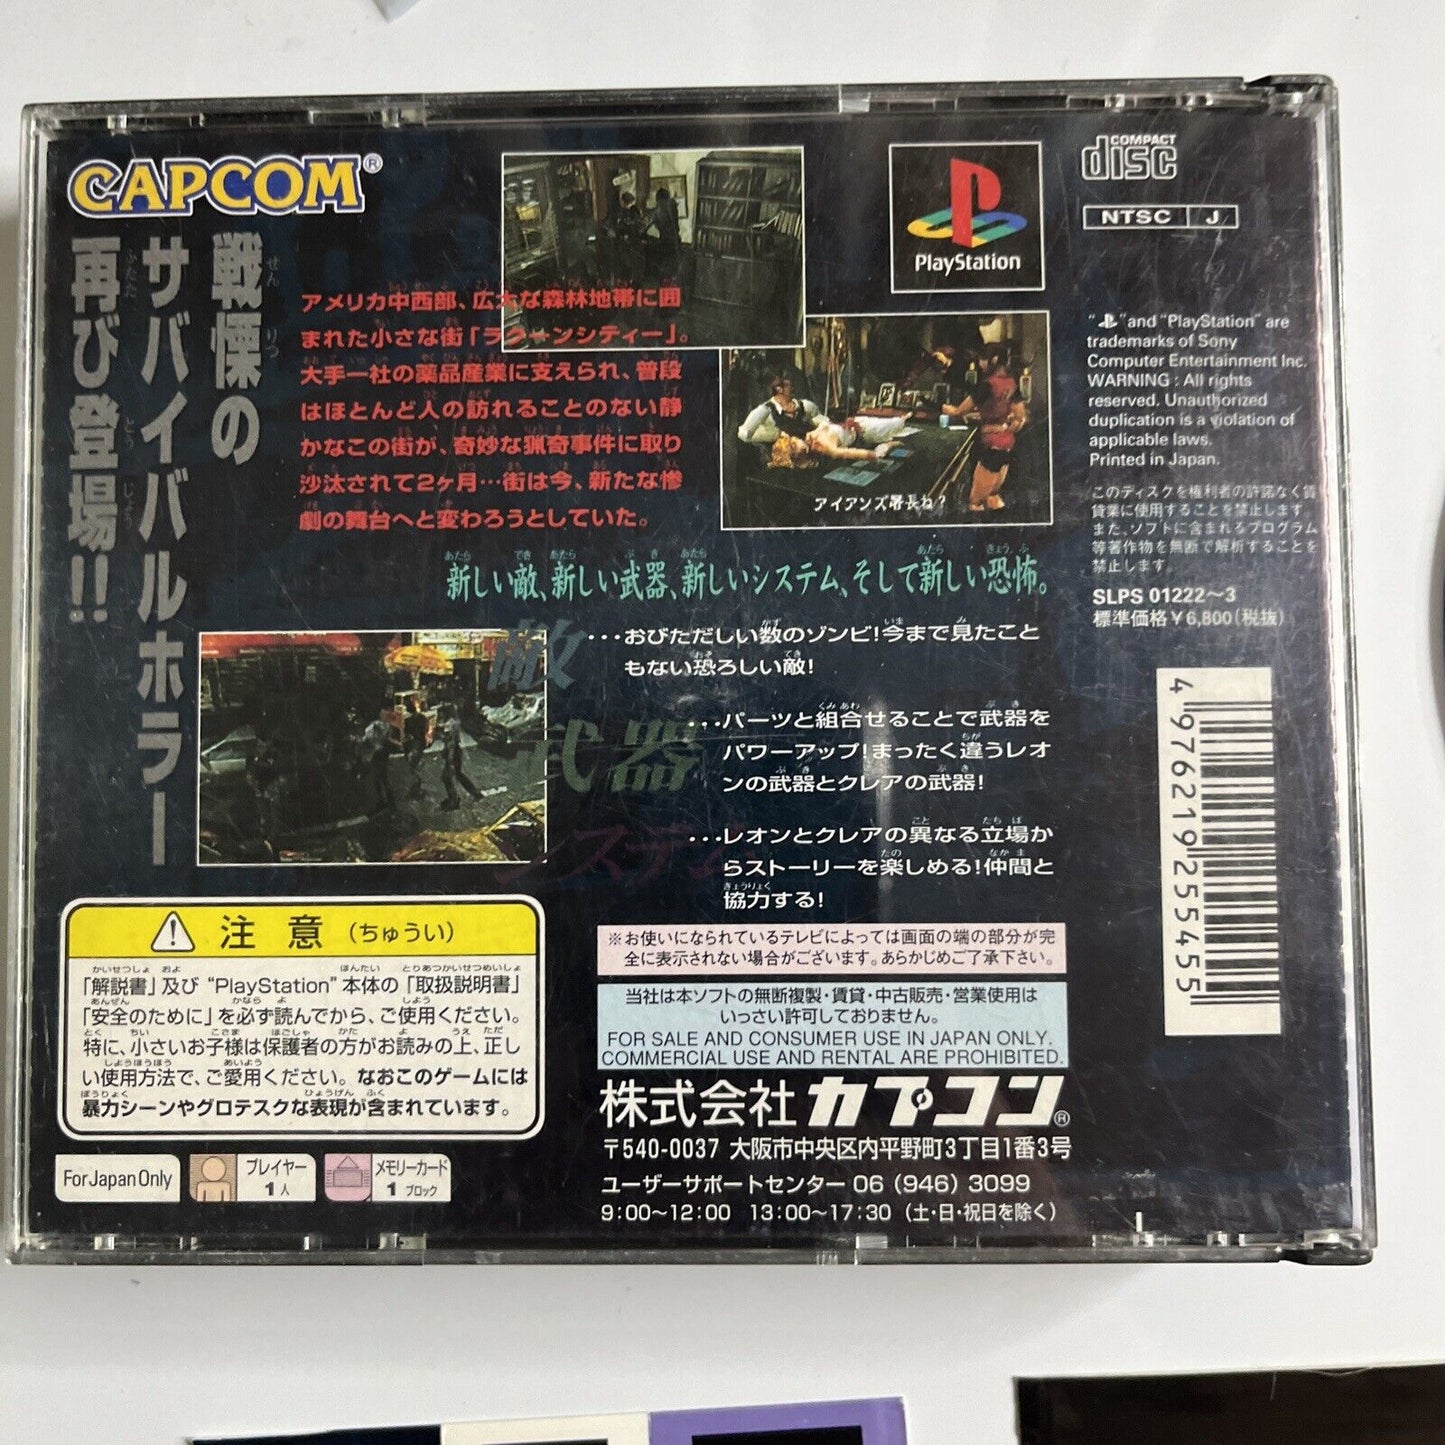 CAPCOM®
戦慄の
サバイバルホラー
再び登場!!
アメリカ中西部、広大な森林地帯に囲
まれた小さな街「ラクーンシティー」。
大手一社の薬品産業に支えられ、普段
はほとんど人の訪れることのない静
かなこの街が、奇妙な猟奇事件に取り
沙汰されて2ヶ月…街は今、新たな惨
劇の舞台へと変わろうとしていた。
PlayStation
COMPACT
disc
NTSC J
アイアンズ署長ね?
" "and "PlayStation" are
trademarks of Sony
Computer Entertainment Inc.
WARNING : All rights
reserved. Unauthorized
duplication is a violation of
applicable laws.
Printed in Japan.
このディスクを権利者の許諾なく賃
貸業に使用することを禁止します。
また、ソフトに含まれるプログラム
等著作物を無断で解析することを
禁止します。
SLPS 01222〜3
標準価格¥6,800(税抜)
4976219255455
新しい敵、新しい武器、新しいシステム、そして新しい恐怖。
敵
…おびただしい数のゾンビ!今まで見たこと
もない恐ろしい敵!
武器
…パーツと組合せることで武器を
パワーアップ!まったく違うレオ
ンの武器とクレアの武器!
システム
…レオンとクレアの異なる立場か
らストーリーを楽しめる!仲間と
協力する!
※お使いになられているテレビによっては画面の端の部分が完
全に表示されない場合がございます。あらかじめご了承下さい。
当社は本ソフトの無断複製・賃貸・中古販売・営業使用は
いっさい許可しておりません。
FOR SALE AND CONSUMER USE IN JAPAN ONLY.
COMMERCIAL USE AND RENTAL ARE PROHIBITED.
株式会社カプコン®
〒540-0037 大阪市中央区内平野町3丁目1番3号
ユーザーサポートセンター 06 (946) 3099
9:00〜12:00 13:00〜17:30 (土・日・祝日を除く)
注意(ちゅうい)
「解説書」及び "PlayStation" 本体の「取扱説明書」
「安全のために」を必ず読んでから、ご使用ください。
特に、小さいお子様は保護者の方がお読みの上、正し
い使用方法で、ご愛用ください。なおこのゲームには
暴力シーンやグロテスクな表現が含まれています。
For Japan Only
プレイヤー
1人
メモリーカード
1 ブロック